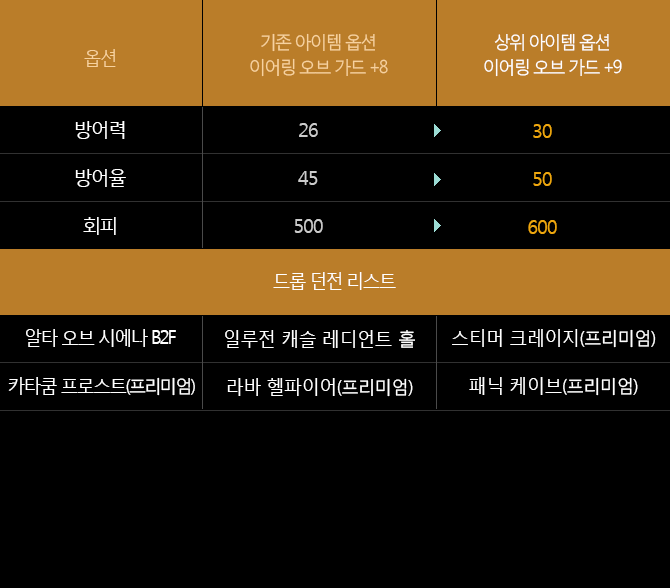 옵션
기존 아이템 옵션
이어링 오브 가드 +8
상위 아이템 옵션
이어링 오브 가드 +9
방어력 26 30
방어율 45 50
회피 500 600
드롭 던전 리스트
알타 오브 시에나 B2F 일루전 캐슬 레디언트 홀 스티머 크레이지(프리미엄)
카타쿰 프로스트(프리미엄) 라바 헬파이어(프리미엄) 패닉 케이브(프리미엄)